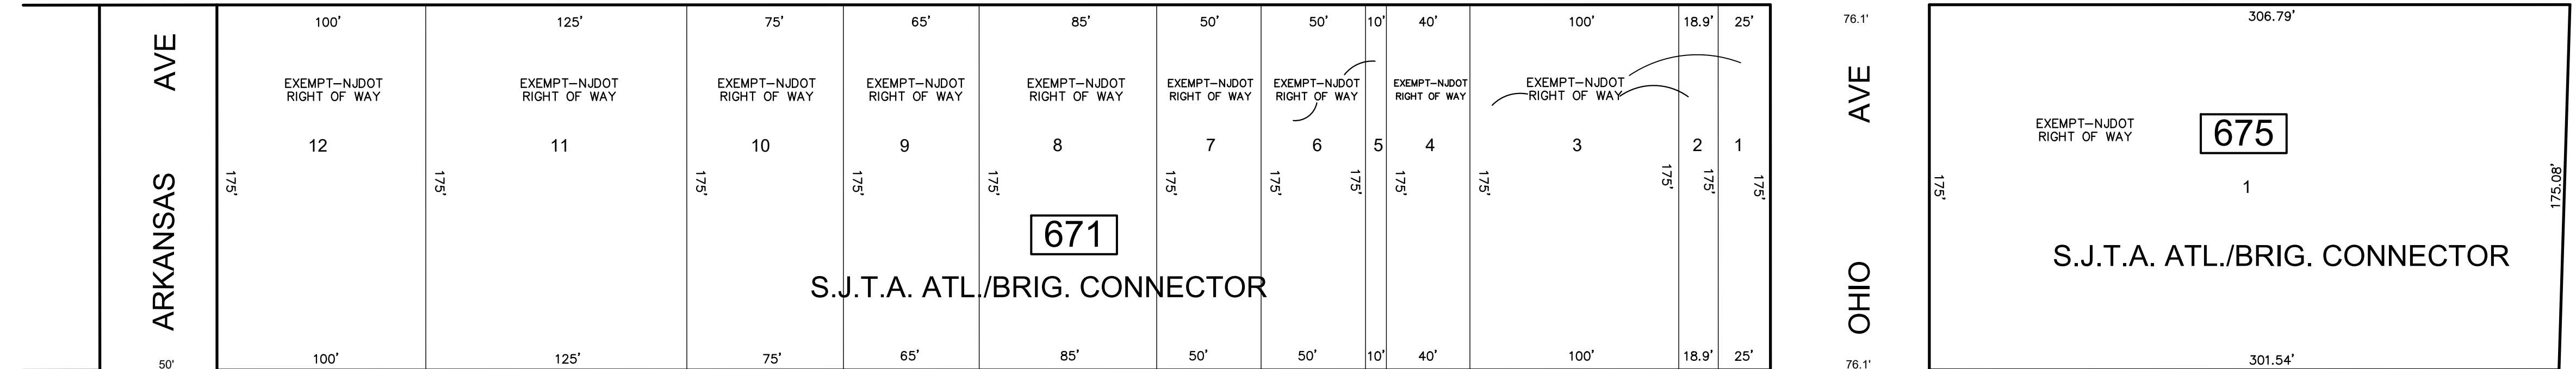 100' 125' 75' 65' 85' 50' 50' 10' 40' 100' 18.9' 25' 76.1' 306.79'
ARKANSAS AVE
EXEMPT-NJDOT
RIGHT OF WAY
EXEMPT-NJDOT
RIGHT OF WAY
EXEMPT-NJDOT
RIGHT OF WAY
EXEMPT-NJDOT
RIGHT OF WAY
EXEMPT-NJDOT
RIGHT OF WAY
EXEMPT-NJDOT
RIGHT OF WAY
EXEMPT-NJDOT
RIGHT OF WAY
EXEMPT-NJDOT
RIGHT OF WAY
EXEMPT-NJDOT
RIGHT OF WAY
OHIO AVE
EXEMPT-NJDOT
RIGHT OF WAY
675
12 11 10 9 8 7 6 5 4 3 2 1
1
175' 175' 175' 175' 175' 175' 175' 175' 175' 175' 175' 175' 175' 175' 175.08'
671
S.J.T.A. ATL./BRIG. CONNECTOR
S.J.T.A. ATL./BRIG. CONNECTOR
50' 100' 125' 75' 65' 85' 50' 50' 10' 40' 100' 18.9' 25' 76.1' 301.54'